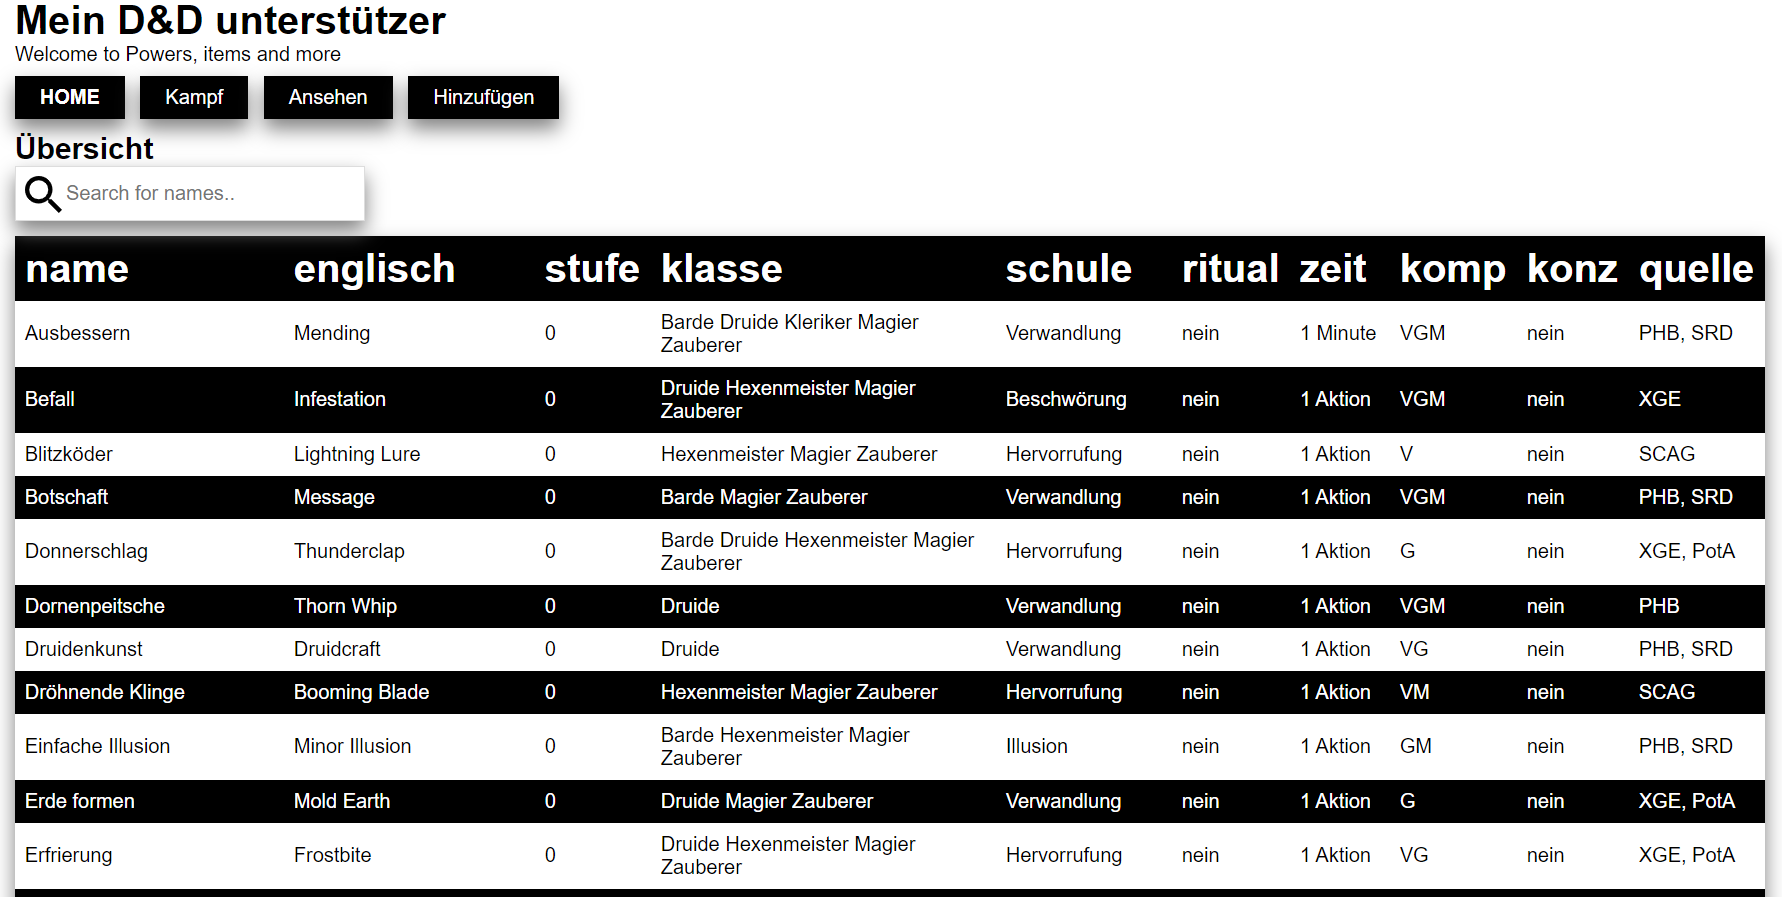 Mein D&D unterstützer
Welcome to Powers, items and more
HOME Kampf Ansehen Hinzufügen
Übersicht
Search for names..
name englisch stufe klasse schule ritual zeit komp konz quelle
Ausbessern Mending 0 Barde Druide Kleriker Magier Zauberer Verwandlung nein 1 Minute VGM nein PHB, SRD
Befall Infestation 0 Druide Hexenmeister Magier Zauberer Beschwörung nein 1 Aktion VGM nein XGE
Blitzköder Lightning Lure 0 Hexenmeister Magier Zauberer Hervorrufung nein 1 Aktion V nein SCAG
Botschaft Message 0 Barde Magier Zauberer Verwandlung nein 1 Aktion VGM nein PHB, SRD
Donnerschlag Thunderclap 0 Barde Druide Hexenmeister Magier Zauberer Hervorrufung nein 1 Aktion G nein XGE, PotA
Dornenpeitsche Thorn Whip 0 Druide Verwandlung nein 1 Aktion VGM nein PHB
Druidenkunst Druidcraft 0 Druide Verwandlung nein 1 Aktion VG nein PHB, SRD
Dröhnende Klinge Booming Blade 0 Hexenmeister Magier Zauberer Hervorrufung nein 1 Aktion VM nein SCAG
Einfache Illusion Minor Illusion 0 Barde Hexenmeister Magier Zauberer Illusion nein 1 Aktion GM nein PHB, SRD
Erde formen Mold Earth 0 Druide Magier Zauberer Verwandlung nein 1 Aktion G nein XGE, PotA
Erfrierung Frostbite 0 Druide Hexenmeister Magier Zauberer Hervorrufung nein 1 Aktion VG nein XGE, PotA